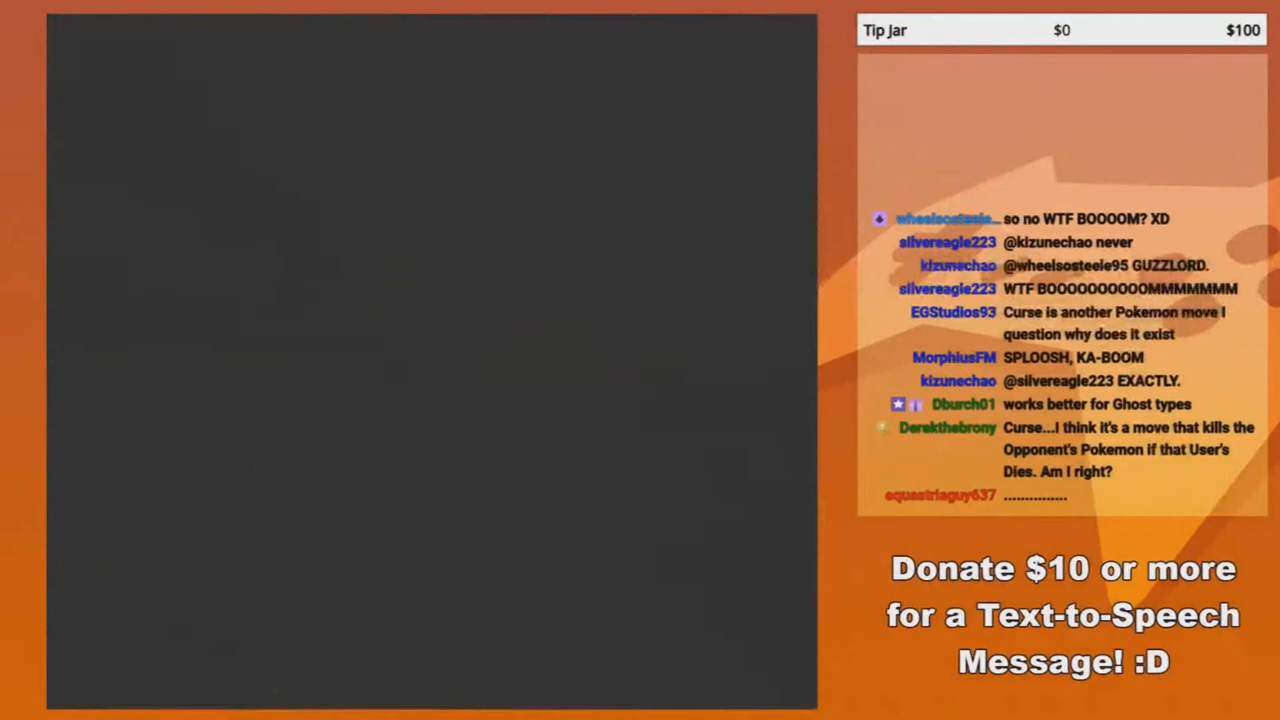 Tip Jar $0 $100
wheelsosteele... so no WTF BOOOOM? XD
silvereagle223 @kizunechao never
kizunechao @wheelsosteele95 GUZZLORD.
silvereagle223 WTF BOOOOOOOOOOMMMMMMM
EGStudios93 Curse is another Pokemon move I
question why does it exist
MorphiusFM SPLOOSH, KA-BOOM
kizunechao @silvereagle223 EXACTLY.
Dburch01 works better for Ghost types
Derekthebrony Curse...I think it's a move that kills the
Opponent's Pokemon if that User's
Dies. Am I right?
equestriaguy637 ...............
Donate $10 or more
for a Text-to-Speech
Message! :D